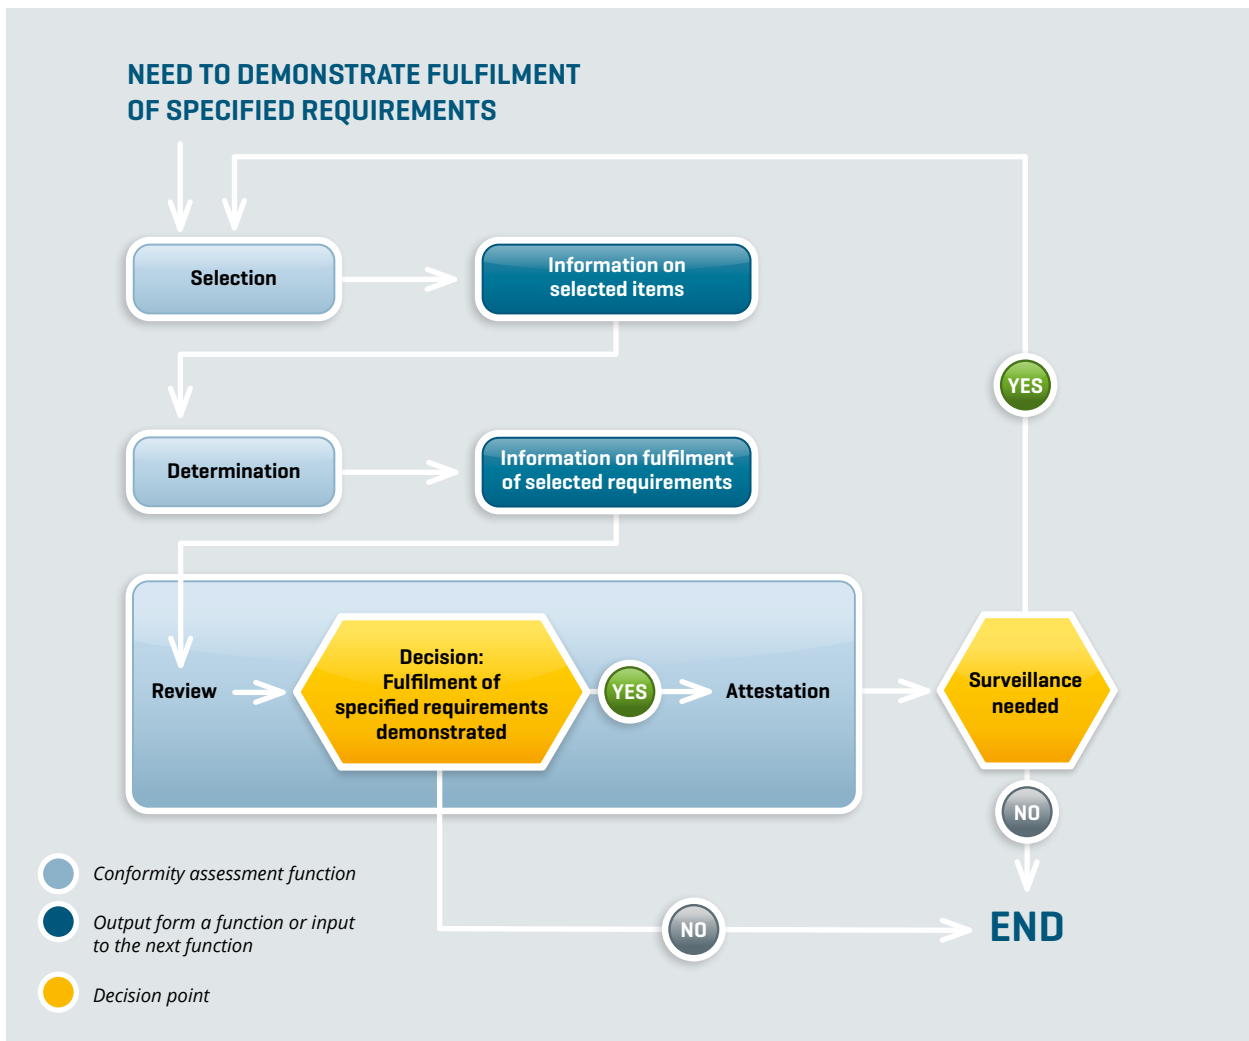 NEED TO DEMONSTRATE FULFILMENT
OF SPECIFIED REQUIREMENTS
Selection
Information on
selected items
YES
Determination
Information on fulfilment
of selected requirements
Review
Decision:
Fulfilment of
specified requirements
demonstrated
YES
Attestation
Surveillance
needed
NO
Conformity assessment function
Output form a function or input
to the next function
NO
END
Decision point